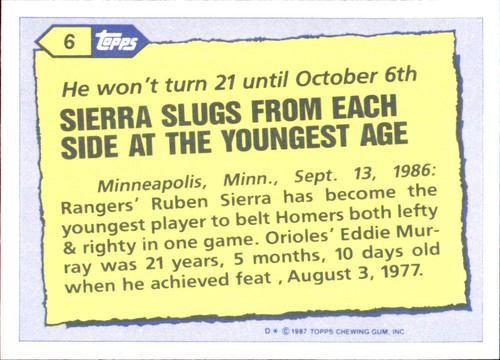 6 Topps
He won't turn 21 until October 6th
SIERRA SLUGS FROM EACH
SIDE AT THE YOUNGEST AGE
Minneapolis, Minn., Sept. 13, 1986:
Rangers' Ruben Sierra has become the
youngest player to belt Homers both lefty
& righty in one game. Orioles' Eddie Mur-
ray was 21 years, 5 months, 10 days old
when he achieved feat , August 3, 1977.
D * © 1987 TOPPS CHEWING GUM, INC.